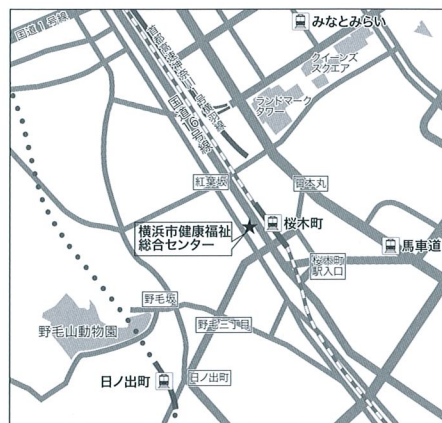 みなとみらい
国道1号線
クイーンズ
スクエア
首都高速神奈川1号横羽線
ランドマーク
タワー
国道16号線
紅葉坂
日本丸
横浜市健康福祉
総合センター
桜木町
馬車道
桜木町
駅入口
野毛坂
野毛三丁目
野毛山動物園
日ノ出町
日ノ出町